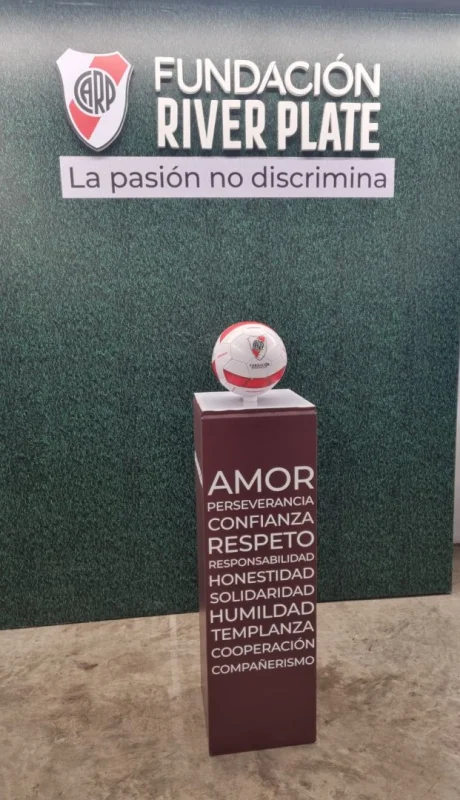 CARP
FUNDACIÓN
RIVER PLATE
La pasión no discrimina
AMOR
PERSEVERANCIA
CONFIANZA
RESPETO
RESPONSABILIDAD
HONESTIDAD
SOLIDARIDAD
HUMILDAD
TEMPLANZA
COOPERACIÓN
COMPAÑERISMO